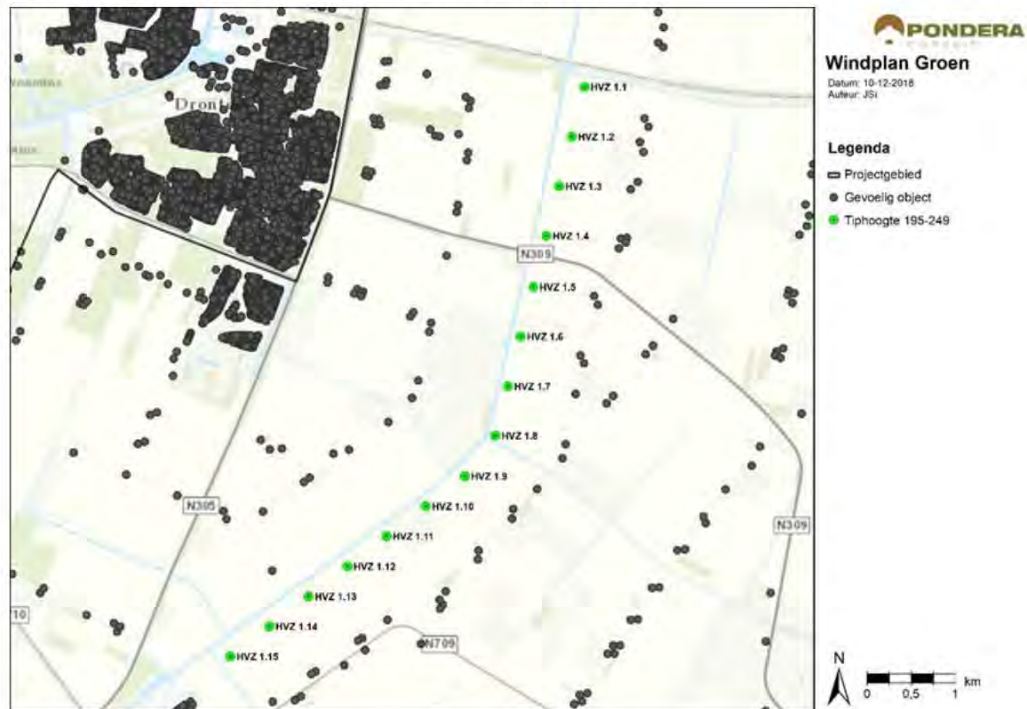 PONDERA
CONSULT
Windplan Groen
Datum: 10-12-2018
Auteur: JSi
Legenda
Projectgebied
Gevoelig object
Tiphoogte 195-249
HVZ 1.1
HVZ 1.2
HVZ 1.3
HVZ 1.4
N309
HVZ 1.5
HVZ 1.6
HVZ 1.7
HVZ 1.8
HVZ 1.9
N305
HVZ 1.10
N309
HVZ 1.11
HVZ 1.12
HVZ 1.13
HVZ 1.14
HVZ 1.15
N709
N
0 0,5 1 km